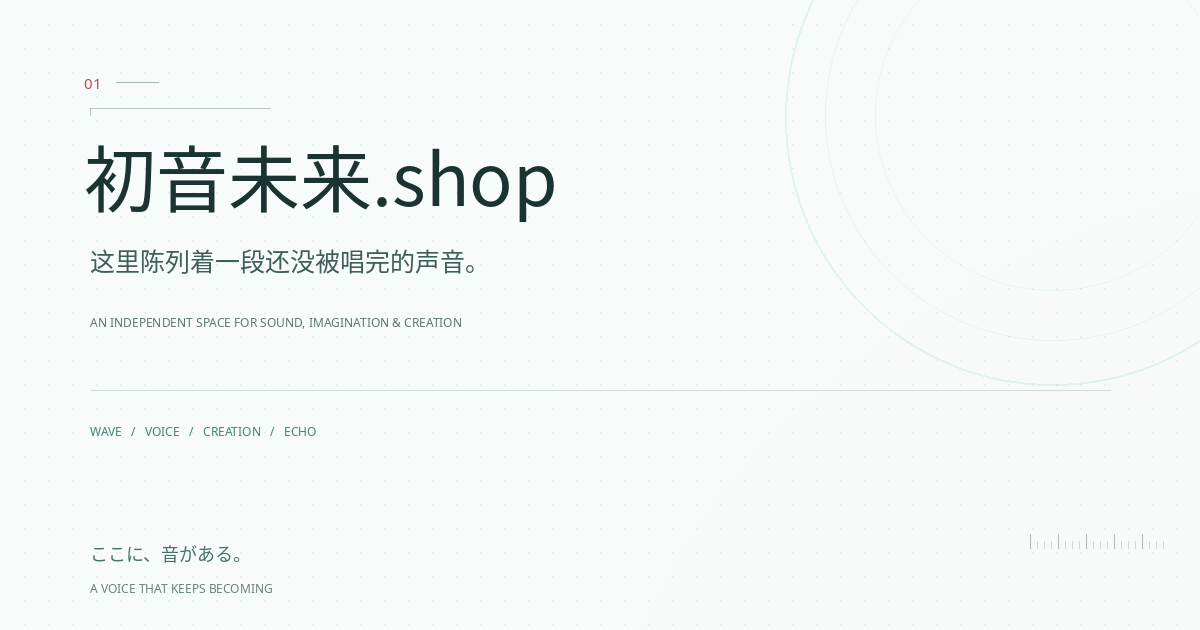 01
初音未来.shop
这里陈列着一段还没被唱完的声音。
AN INDEPENDENT SPACE FOR SOUND, IMAGINATION & CREATION
WAVE / VOICE / CREATION / ECHO
ここに、音がある。
A VOICE THAT KEEPS BECOMING